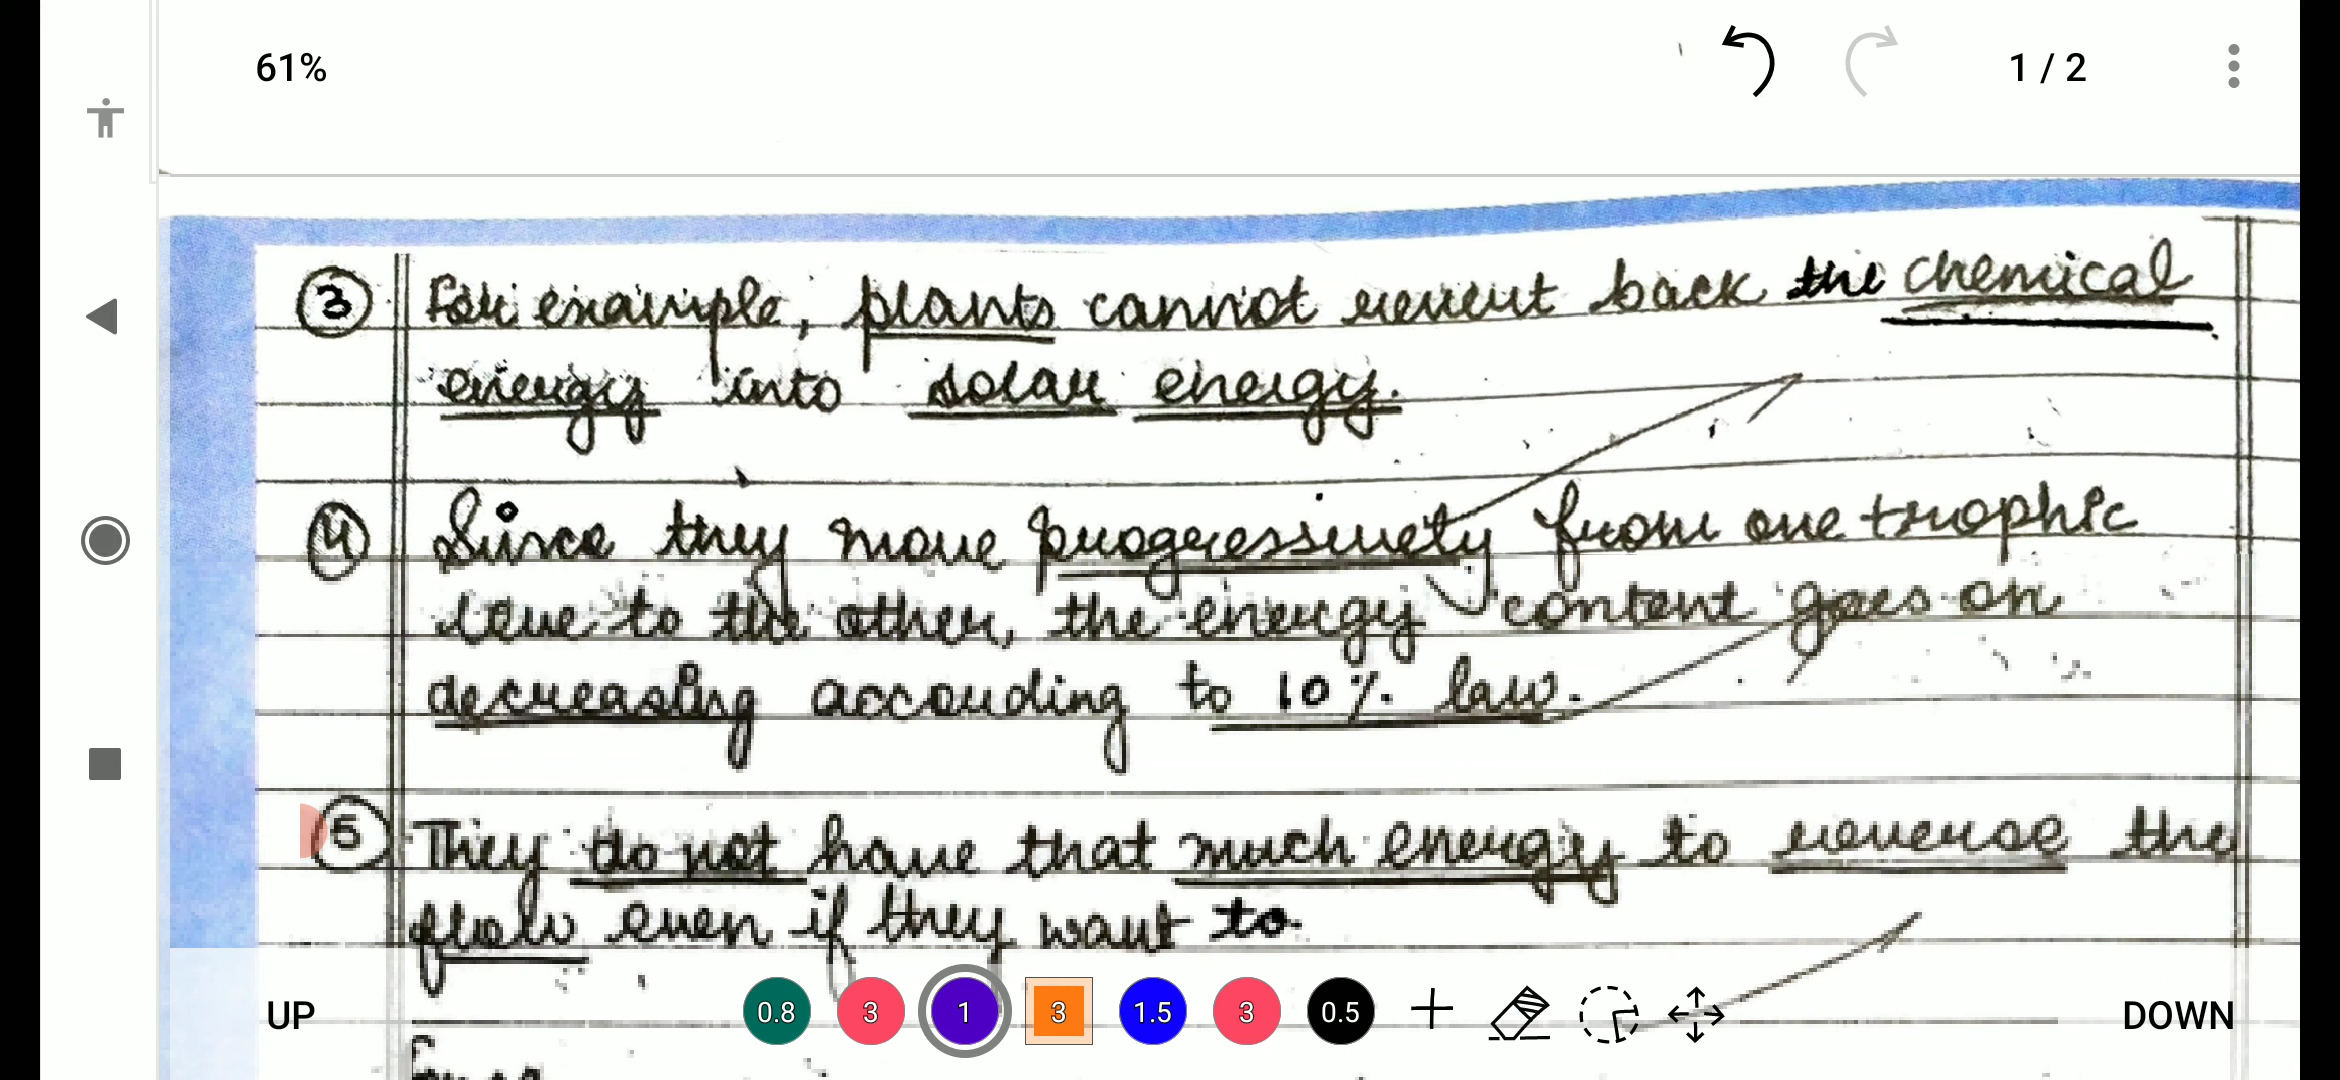 61%
1 / 2
3 For example, plants cannot revert back the chemical
energy into solar energy.
4 Since they move progressively from one trophic
leve to the other, the energy content goes on
decreasing according to 10% law.
5 They do not have that much energy to reverse the
flow even if they want to.
UP 0.8 3 1 3 1.5 3 0.5 DOWN